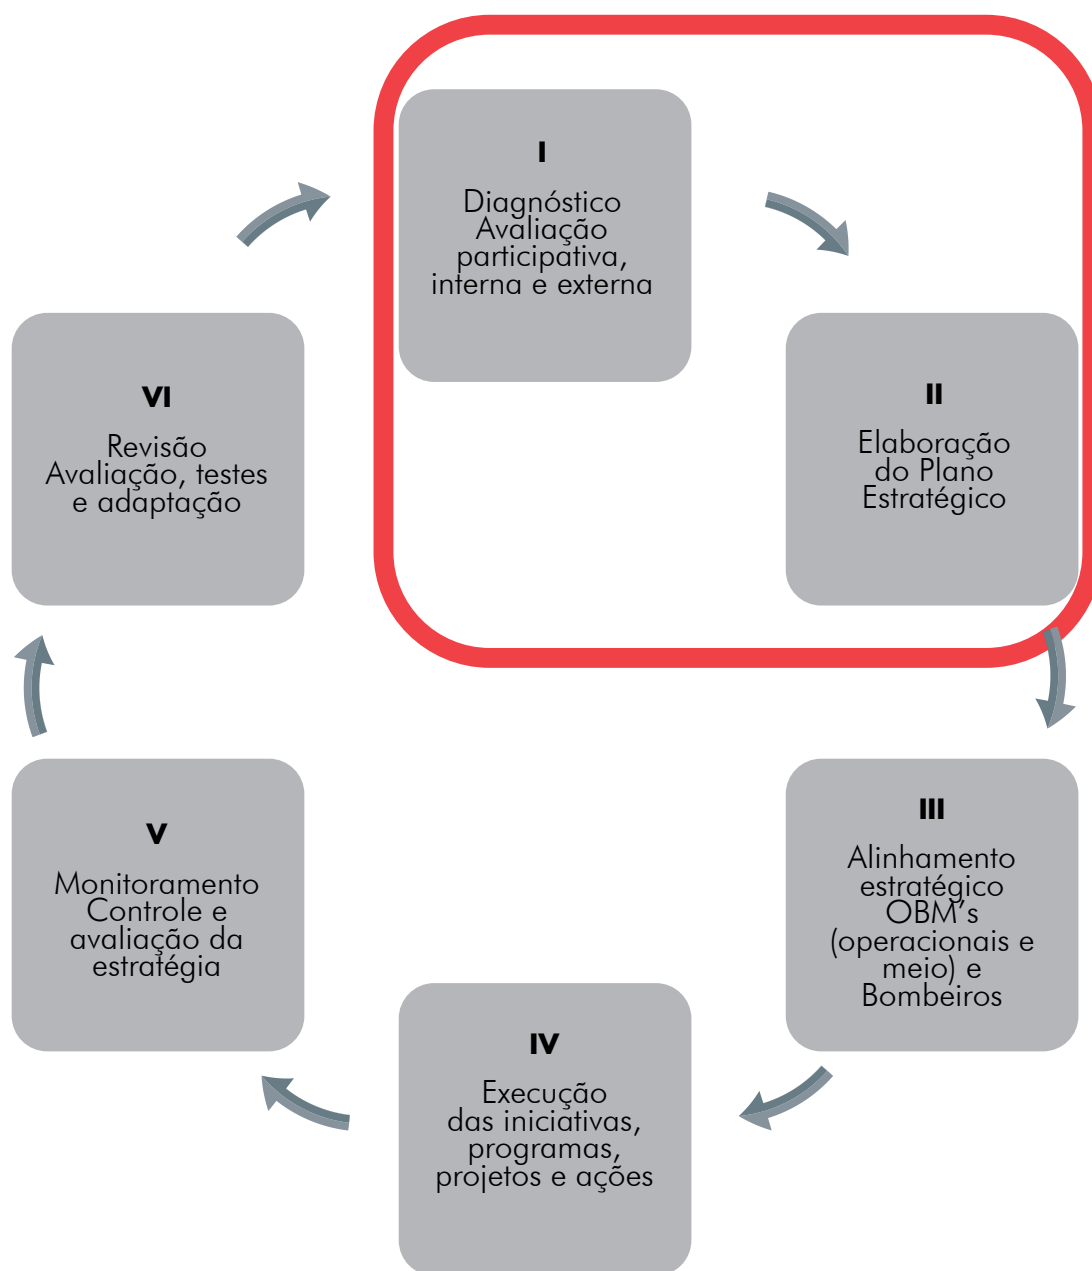 I
Diagnóstico
Avaliação
participativa,
interna e externa
II
Elaboração
do Plano
Estratégico
III
Alinhamento
estratégico
OBM's
(operacionais e
meio) e
Bombeiros
IV
Execução
das iniciativas,
programas,
projetos e ações
V
Monitoramento
Controle e
avaliação da
estratégia
VI
Revisão
Avaliação, testes
e adaptação